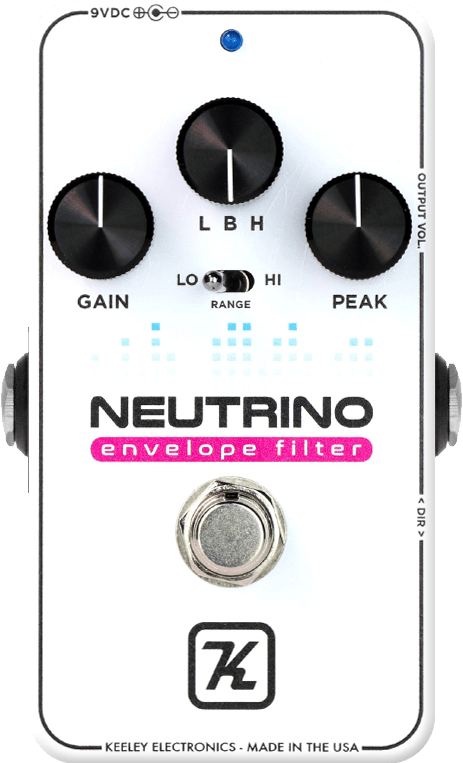 9VDC
L B H
OUTPUT VOL.
LO HI
RANGE
GAIN
PEAK
NEUTRINO
envelope filter
< DIR >
K
KEELEY ELECTRONICS - MADE IN THE USA